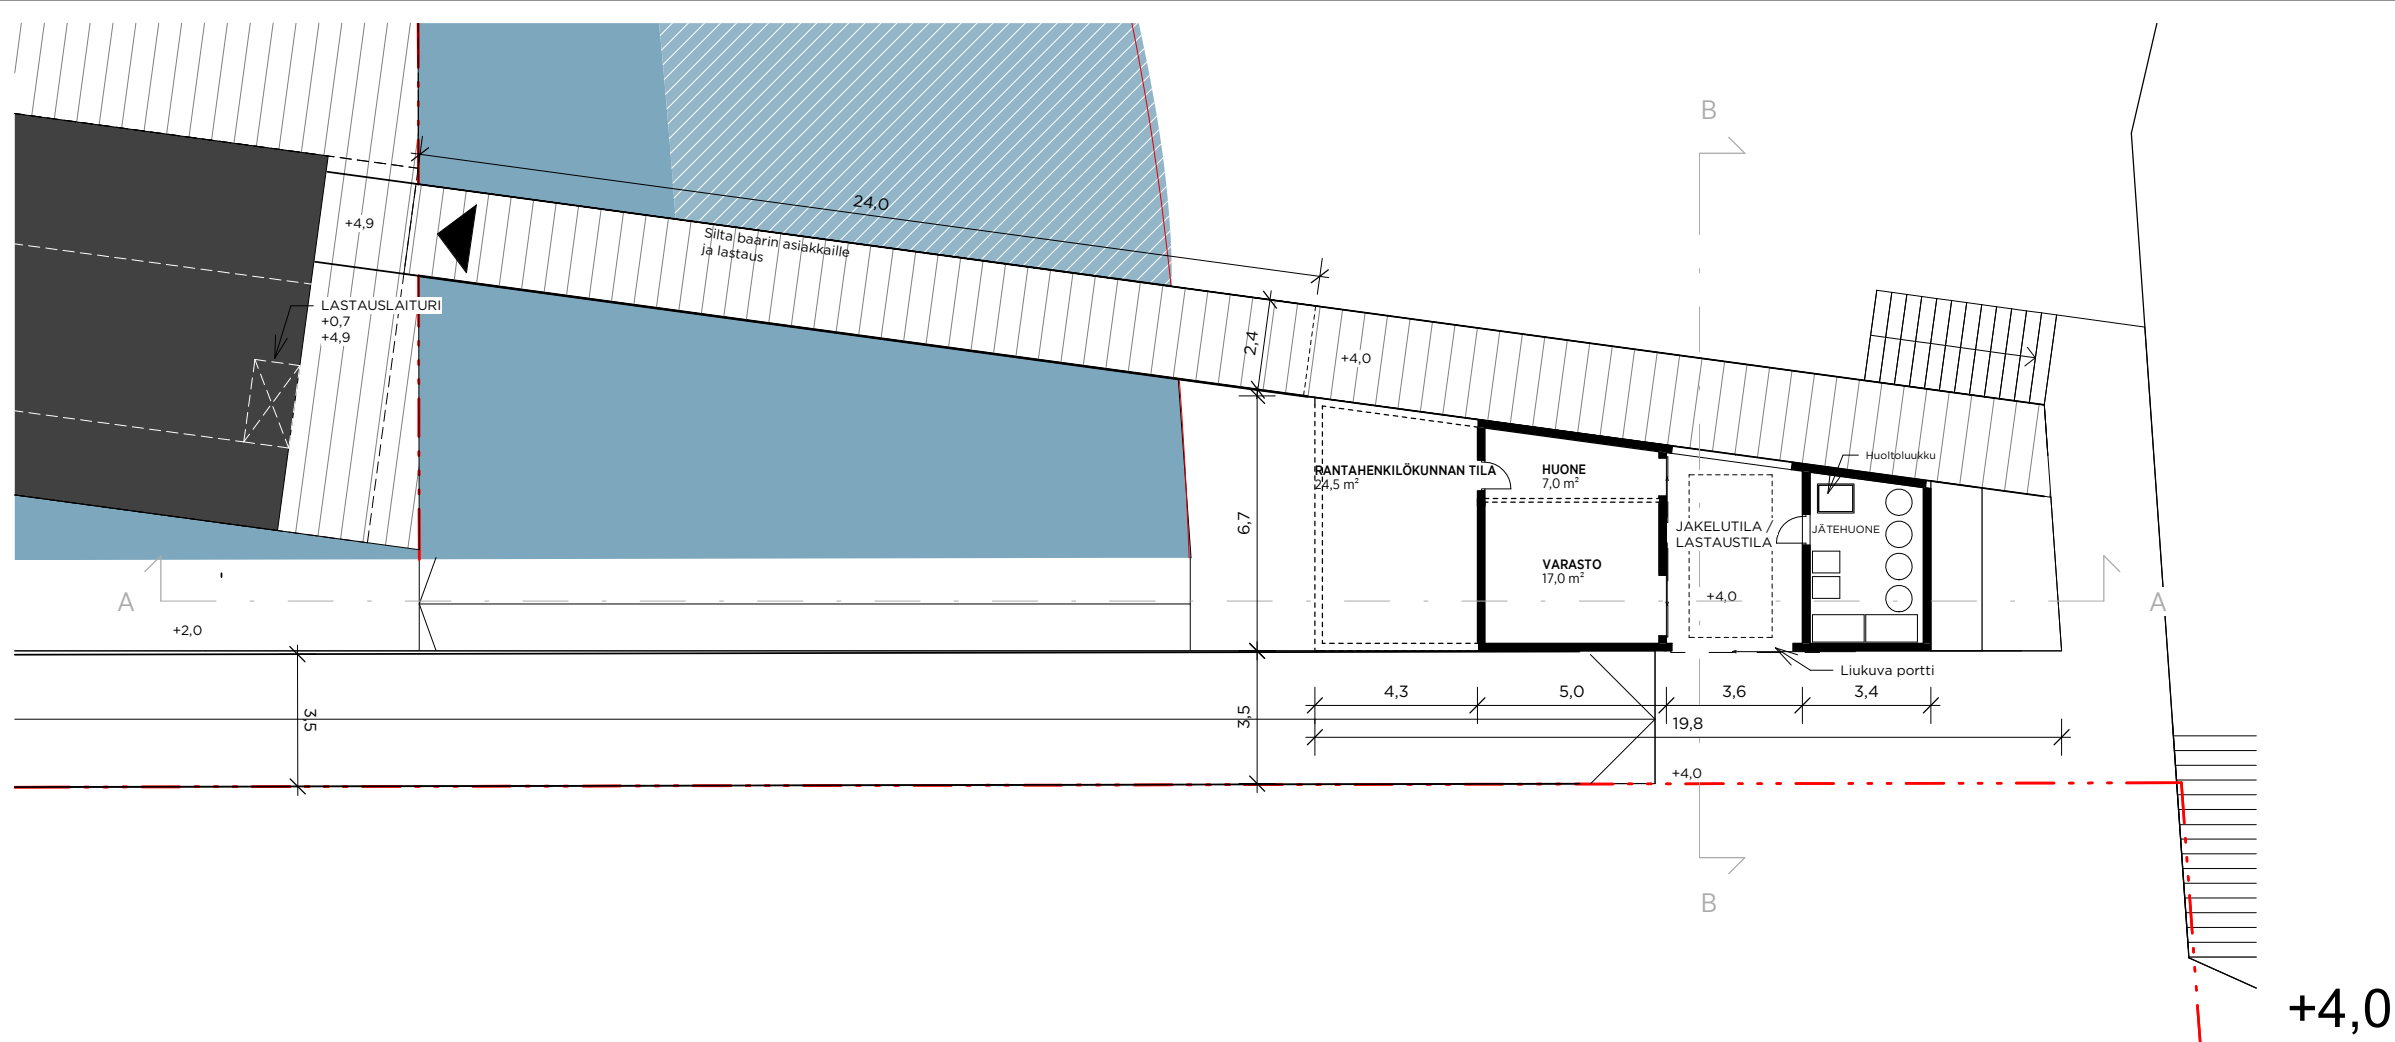 B
24,0
+4,9
Silta baarin asiakkaille
ja lastaus
LASTAUSLAITURI
+0,7
+4,9
2,4
+4,0
Huoltoluukku
RANTAHENKILÖKUNNAN TILA
24,5 m²
HUONE
7,0 m²
6,7
JAKELUTILA /
LASTAUSTILA
JÄTEHUONE
VARASTO
17,0 m²
+4,0
A
A
+2,0
Liukuva portti
4,3
5,0
3,6
3,4
3,5
3,5
19,8
+4,0
B
+4,0